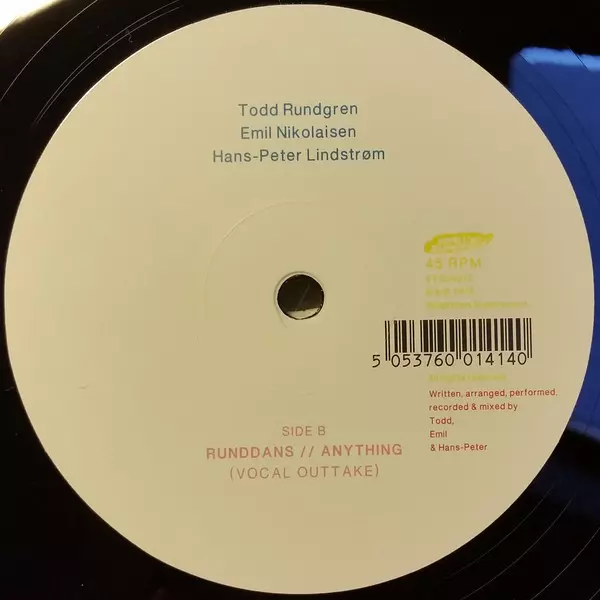 Todd Rundgren
Emil Nikolaisen
Hans-Peter Lindstrøm
45 RPM
5 053760 014140
Written, arranged, performed,
recorded & mixed by
Todd,
Emil
& Hans-Peter
SIDE B
RUNDDANS // ANYTHING
(VOCAL OUTTAKE)